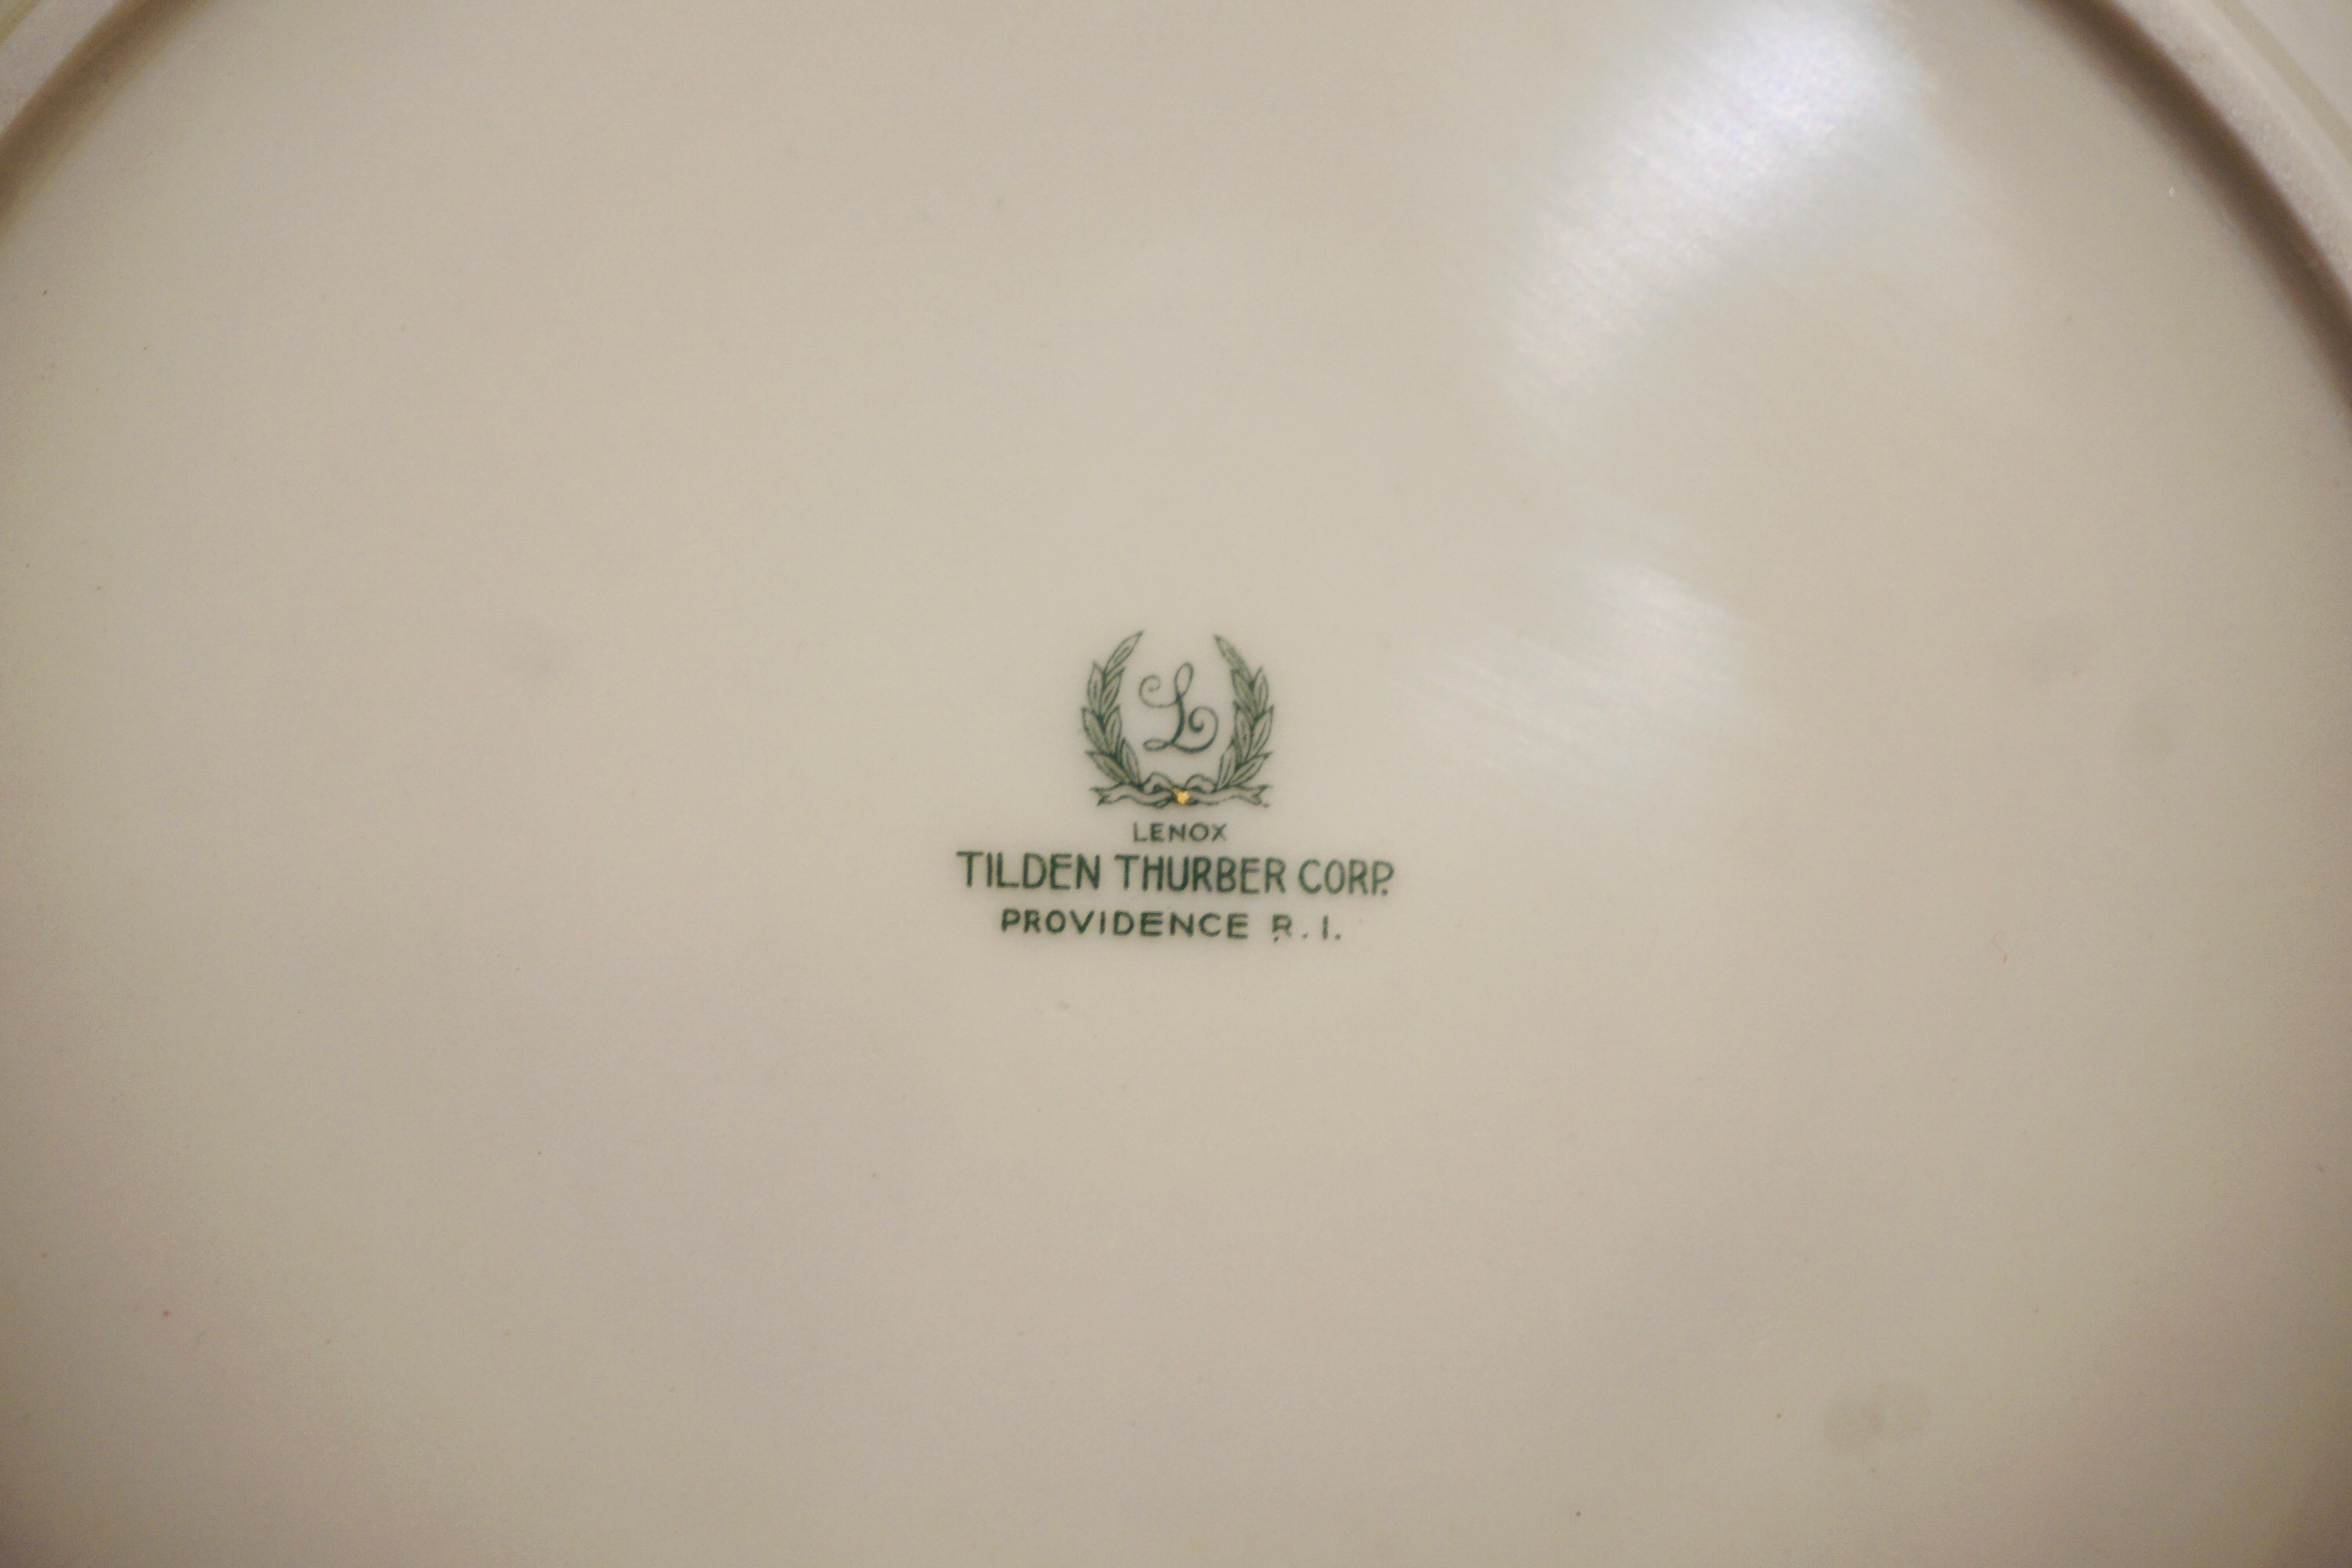 L
LENOX
TILDEN THURBER CORP.
PROVIDENCE R. I.